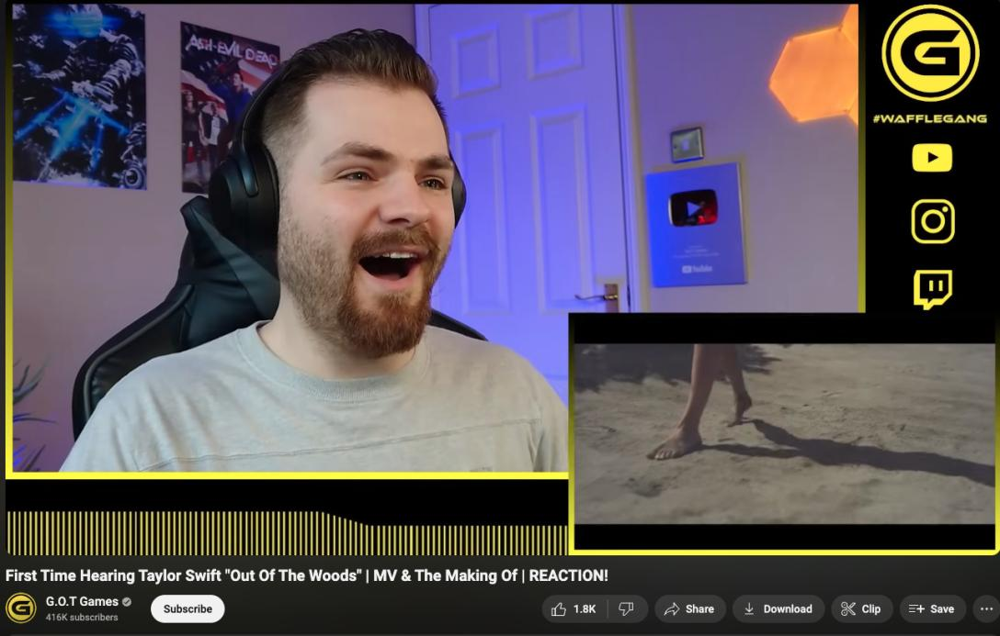 ASH EVIL DEAD
G
#WAFFLEGANG
YouTube
First Time Hearing Taylor Swift "Out Of The Woods" | MV & The Making Of | REACTION!
G
G.O.T Games
416K subscribers
Subscribe
1.8K
Share
Download
Clip
Save